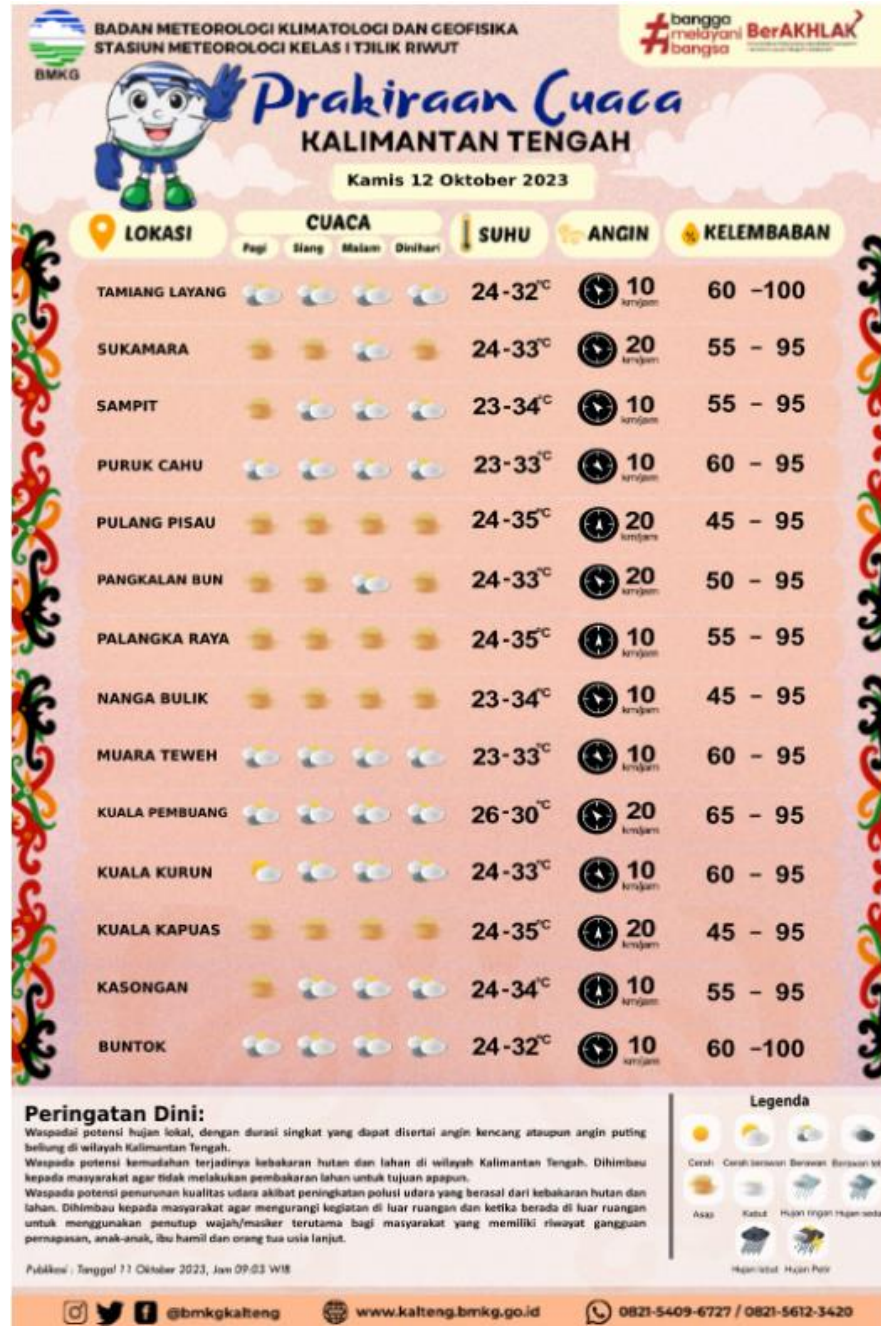 BADAN METEOROLOGI KLIMATOLOGI DAN GEOFISIKA
STASIUN METEOROLOGI KELAS I TJILIK RIWUT
BMKG
#bangga
melayani
bangsa
BerAKHLAK
Prakiraan Cuaca
KALIMANTAN TENGAH
Kamis 12 Oktober 2023
LOKASI CUACA SUHU ANGIN KELEMBABAN
Pagi Siang Malam Dinihari
TAMIANG LAYANG 24-32°C 10 km/jam 60 -100
SUKAMARA 24-33°C 20 km/jam 55 - 95
SAMPIT 23-34°C 10 km/jam 55 - 95
PURUK CAHU 23-33°C 10 km/jam 60 - 95
PULANG PISAU 24-35°C 20 km/jam 45 - 95
PANGKALAN BUN 24-33°C 20 km/jam 50 - 95
PALANGKA RAYA 24-35°C 10 km/jam 55 - 95
NANGA BULIK 23-34°C 10 km/jam 45 - 95
MUARA TEWEH 23-33°C 10 km/jam 60 - 95
KUALA PEMBUANG 26-30°C 20 km/jam 65 - 95
KUALA KURUN 24-33°C 10 km/jam 60 - 95
KUALA KAPUAS 24-35°C 20 km/jam 45 - 95
KASONGAN 24-34°C 10 km/jam 55 - 95
BUNTOK 24-32°C 10 km/jam 60 -100
Peringatan Dini:
Waspadai potensi hujan lokal, dengan durasi singkat yang dapat disertai angin kencang ataupun angin puting
beliung di wilayah Kalimantan Tengah.
Waspada potensi kemudahan terjadinya kebakaran hutan dan lahan di wilayah Kalimantan Tengah. Dihimbau
kepada masyarakat agar tidak melakukan pembakaran lahan untuk tujuan apapun.
Waspada potensi penurunan kualitas udara akibat peningkatan polusi udara yang berasal dari kebakaran hutan dan
lahan. Dihimbau kepada masyarakat agar mengurangi kegiatan di luar ruangan dan ketika berada di luar ruangan
untuk menggunakan penutup wajah/masker terutama bagi masyarakat yang memiliki riwayat gangguan
pernapasan, anak-anak, ibu hamil dan orang tua usia lanjut.
Publikasi : Tanggal 11 Oktober 2023, Jam 09:03 WIB
Legenda
Cerah Cerah berawan Berawan Berawan
Asap Kabut Hujan ringan Hujan
Hujan lebat Hujan Petir
@bmkgkalteng www.kalteng.bmkg.go.id 0821-5409-6727 / 0821-5612-3420